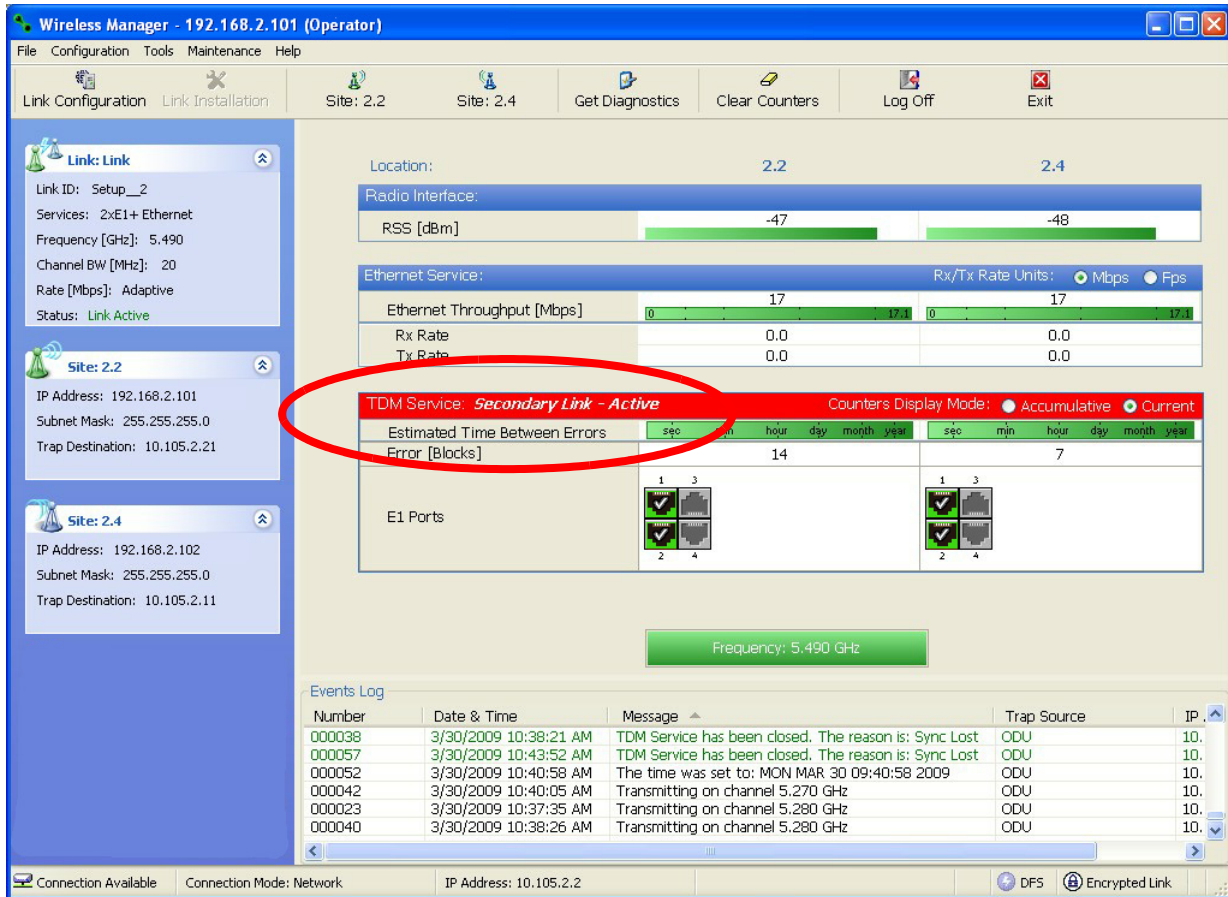 Wireless Manager - 192.168.2.101 (Operator)
File Configuration Tools Maintenance Help
Link Configuration Link Installation Site: 2.2 Site: 2.4 Get Diagnostics Clear Counters Log Off Exit
Link: Link
Link ID: Setup__2
Services: 2xE1+ Ethernet
Frequency [GHz]: 5.490
Channel BW [MHz]: 20
Rate [Mbps]: Adaptive
Status: Link Active
Site: 2.2
IP Address: 192.168.2.101
Subnet Mask: 255.255.255.0
Trap Destination: 10.105.2.21
Site: 2.4
IP Address: 192.168.2.102
Subnet Mask: 255.255.255.0
Trap Destination: 10.105.2.11
Location: 2.2 2.4
Radio Interface:
RSS [dBm] -47 -48
Ethernet Service: Rx/Tx Rate Units: Mbps Fps
Ethernet Throughput [Mbps] 17 17
0 17.1 0 17.1
Rx Rate 0.0 0.0
Tx Rate 0.0 0.0
TDM Service: Secondary Link - Active Counters Display Mode: Accumulative Current
Estimated Time Between Errors sec min hour day month year sec min hour day month year
Error [Blocks] 14 7
1 3 1 3
E1 Ports
2 4 2 4
Frequency: 5.490 GHz
Events Log
Number Date & Time Message Trap Source IP
000038 3/30/2009 10:38:21 AM TDM Service has been closed. The reason is: Sync Lost ODU 10.
000057 3/30/2009 10:43:52 AM TDM Service has been closed. The reason is: Sync Lost ODU 10.
000052 3/30/2009 10:40:58 AM The time was set to: MON MAR 30 09:40:58 2009 ODU 10.
000042 3/30/2009 10:40:05 AM Transmitting on channel 5.270 GHz ODU 10.
000023 3/30/2009 10:37:35 AM Transmitting on channel 5.280 GHz ODU 10.
000040 3/30/2009 10:38:26 AM Transmitting on channel 5.280 GHz ODU 10.
Connection Available Connection Mode: Network IP Address: 10.105.2.2 DFS Encrypted Link